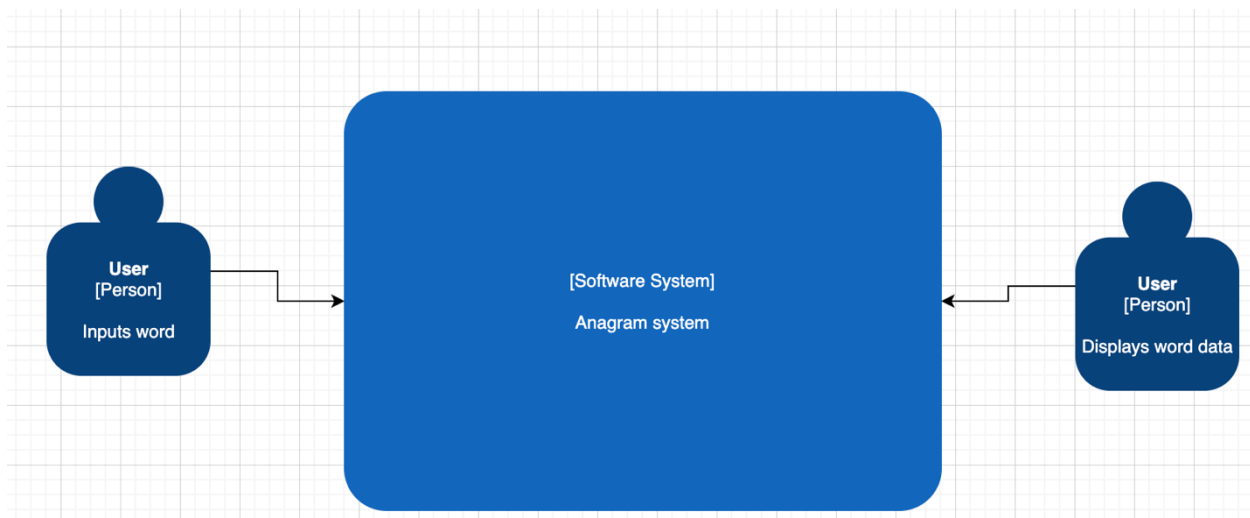 User
[Person]
Inputs word
[Software System]
Anagram system
User
[Person]
Displays word data